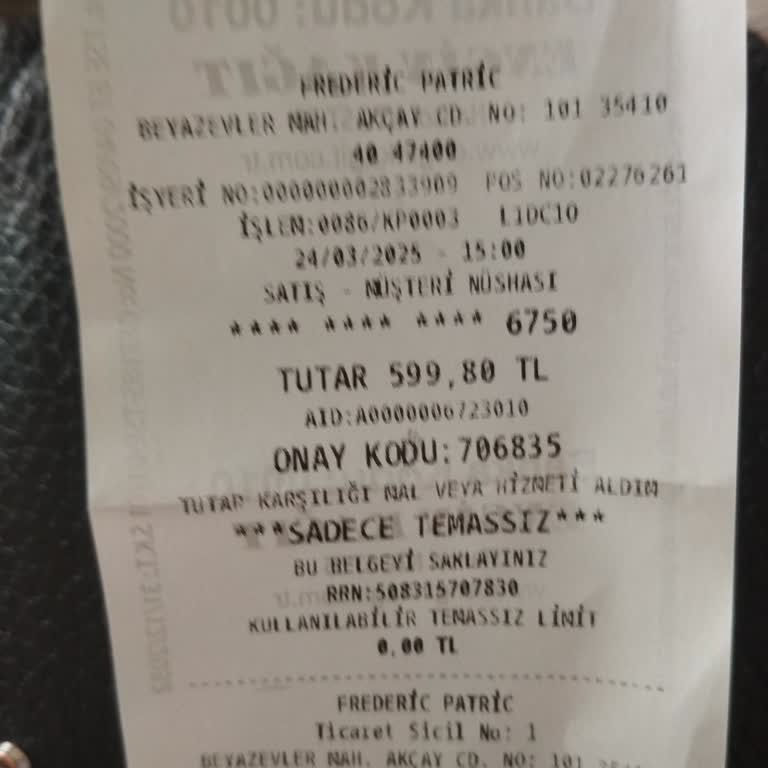 FREDERİC PATRİC
BEYAZEVLER MAH. AKÇAY CD. NO: 101 35410
40 47400
İŞYERİ NO:000000002833909 POS NO:02276261
İŞLEM:0086/KP0003 L1DC10
24/03/2025 - 15:00
SATIŞ - MÜŞTERİ NÜSHASI
**** **** **** 6750
TUTAR 599,80 TL
AID:A0000006723010
ONAY KODU:706835
TUTAR KARŞILIĞI MAL VEYA HİZMETİ ALDIM
***SADECE TEMASSIZ***
BU BELGEYİ SAKLAYINIZ
RRN:508315707830
KULLANILABİLİR TEMASSIZ LİMİT
0,00 TL
FREDERİC PATRİC
Ticaret Sicil No: 1
BEYAZEVLER MAH. AKÇAY CD. NO: 101